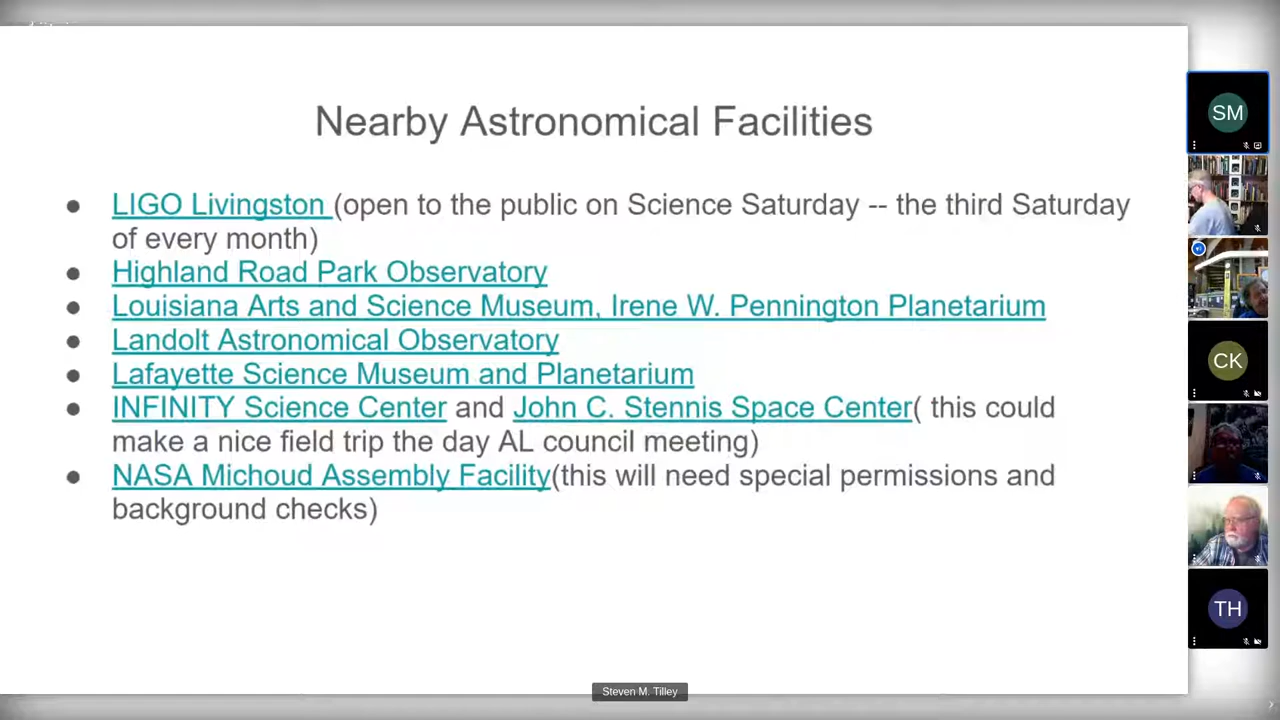 Nearby Astronomical Facilities
● LIGO Livingston (open to the public on Science Saturday -- the third Saturday
of every month)
● Highland Road Park Observatory
● Louisiana Arts and Science Museum, Irene W. Pennington Planetarium
● Landolt Astronomical Observatory
● Lafayette Science Museum and Planetarium
● INFINITY Science Center and John C. Stennis Space Center( this could
make a nice field trip the day AL council meeting)
● NASA Michoud Assembly Facility(this will need special permissions and
background checks)
SM
CK
TH
Steven M. Tilley